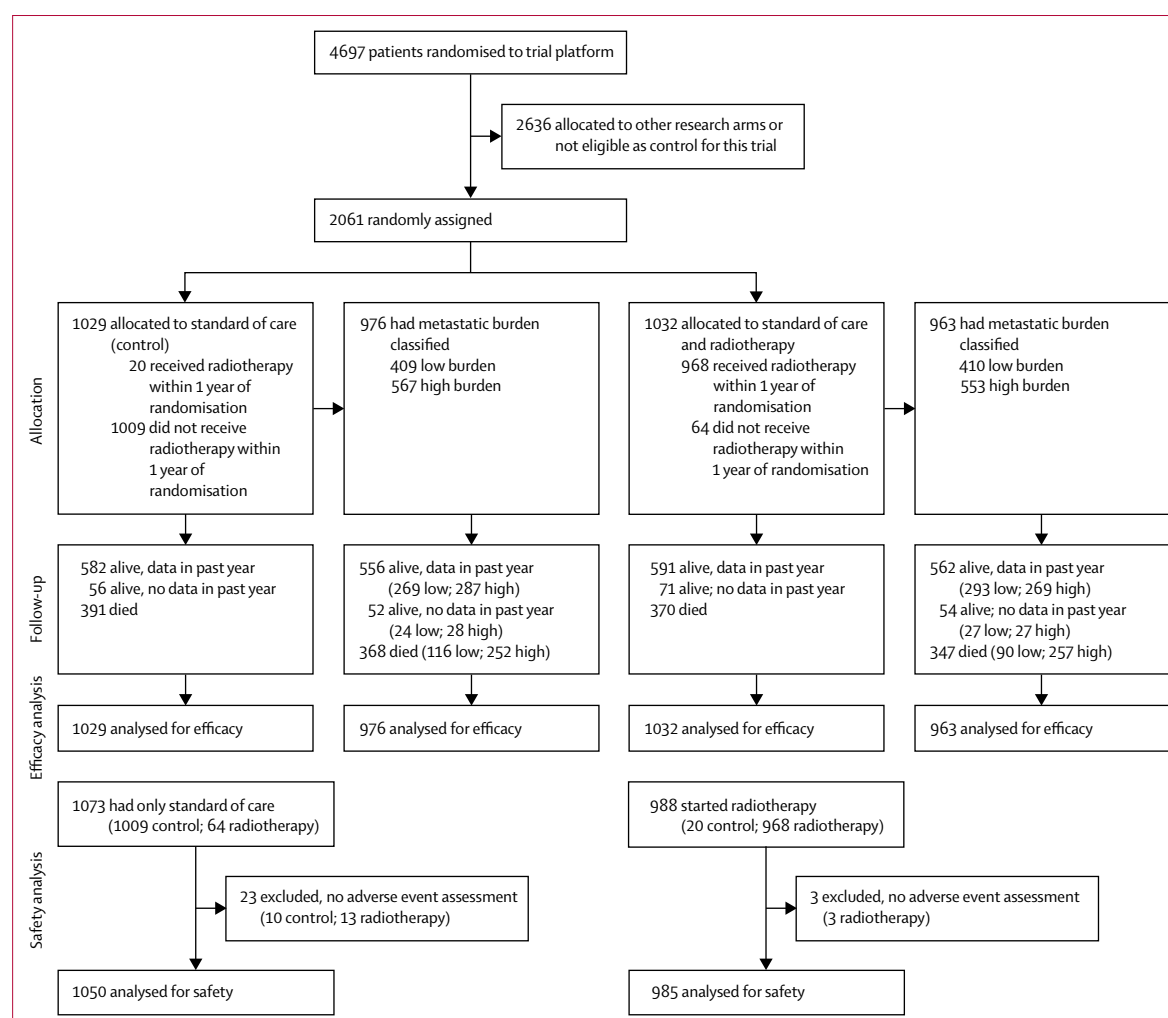 4697 patients randomised to trial platform
2636 allocated to other research arms or
not eligible as control for this trial
2061 randomly assigned
Allocation
1029 allocated to standard of care
(control)
20 received radiotherapy
within 1 year of
randomisation
1009 did not receive
radiotherapy within
1 year of
randomisation
976 had metastatic burden
classified
409 low burden
567 high burden
1032 allocated to standard of care
and radiotherapy
968 received radiotherapy
within 1 year of
randomisation
64 did not receive
radiotherapy within
1 year of randomisation
963 had metastatic burden
classified
410 low burden
553 high burden
Follow-up
582 alive, data in past year
56 alive, no data in past year
391 died
556 alive, data in past year
(269 low; 287 high)
52 alive, no data in past year
(24 low; 28 high)
368 died (116 low; 252 high)
591 alive, data in past year
71 alive; no data in past year
370 died
562 alive, data in past year
(293 low; 269 high)
54 alive; no data in past year
(27 low; 27 high)
347 died (90 low; 257 high)
Efficacy analysis
1029 analysed for efficacy
976 analysed for efficacy
1032 analysed for efficacy
963 analysed for efficacy
Safety analysis
1073 had only standard of care
(1009 control; 64 radiotherapy)
988 started radiotherapy
(20 control; 968 radiotherapy)
23 excluded, no adverse event assessment
(10 control; 13 radiotherapy)
3 excluded, no adverse event assessment
(3 radiotherapy)
1050 analysed for safety
985 analysed for safety